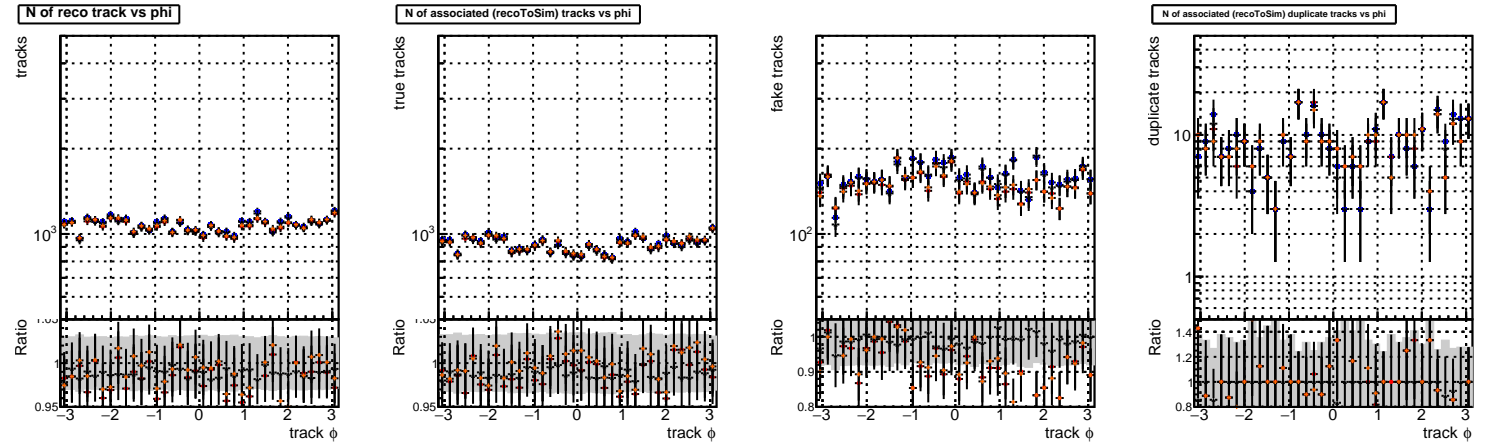 N of reco track vs phi
tracks
10³
Ratio
1
0.95
−3 −2 −1 0 1 2 3
track ϕ
N of associated (recoToSim) tracks vs phi
true tracks
10³
Ratio
1
0.95
−3 −2 −1 0 1 2 3
track ϕ
fake tracks
10²
Ratio
1
0.9
0.8
−3 −2 −1 0 1 2 3
track ϕ
N of associated (recoToSim) duplicate tracks vs phi
duplicate tracks
10
1
Ratio
1.4
1.2
1
0.8
−3 −2 −1 0 1 2 3
track ϕ